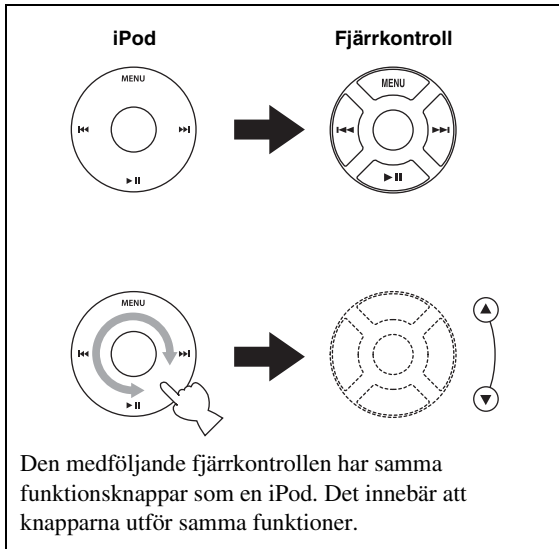 iPod Fjärrkontroll
MENU MENU
MENU
Den medföljande fjärrkontrollen har samma
funktionsknappar som en iPod. Det innebär att
knapparna utför samma funktioner.